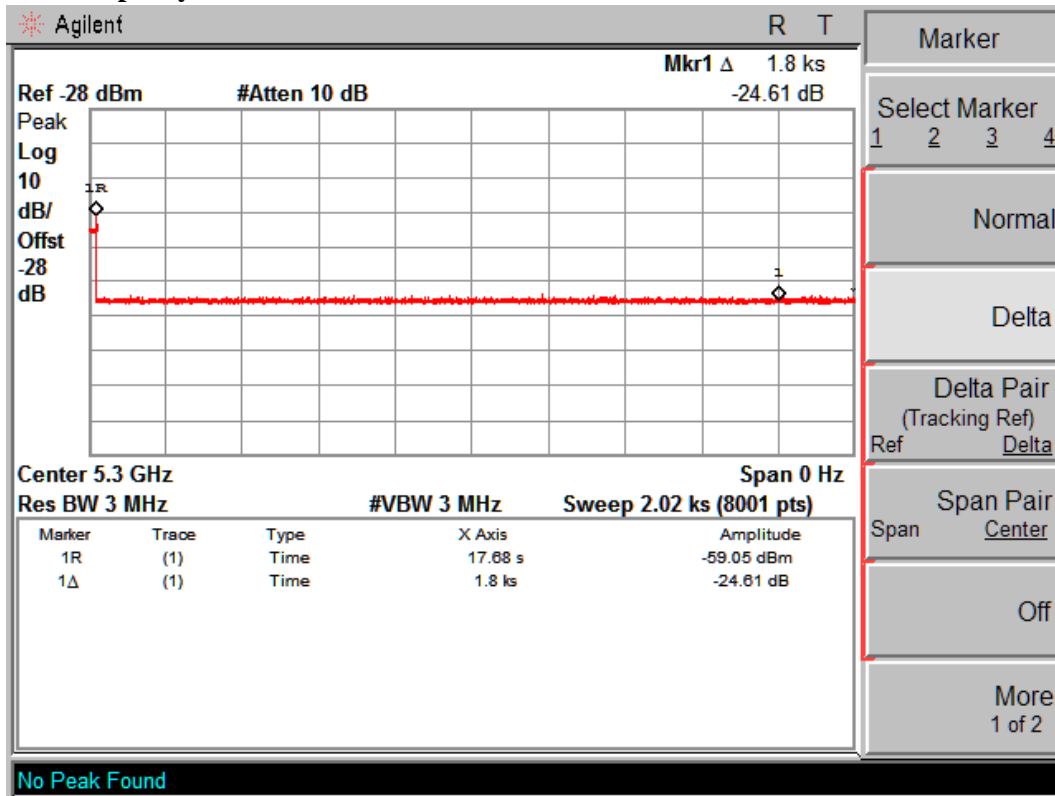 Agilent
R T
Mkr1 Δ 1.8 ks
Ref -28 dBm #Atten 10 dB -24.61 dB
Peak
Log
10
dB/
Offst
-28
dB
1R
1
Center 5.3 GHz Span 0 Hz
Res BW 3 MHz #VBW 3 MHz Sweep 2.02 ks (8001 pts)
Marker Trace Type X Axis Amplitude
1R (1) Time 17.68 s -59.05 dBm
1Δ (1) Time 1.8 ks -24.61 dB
No Peak Found
Marker
Select Marker
1 2 3 4
Normal
Delta
Delta Pair
(Tracking Ref)
Ref Delta
Span Pair
Span Center
Off
More
1 of 2